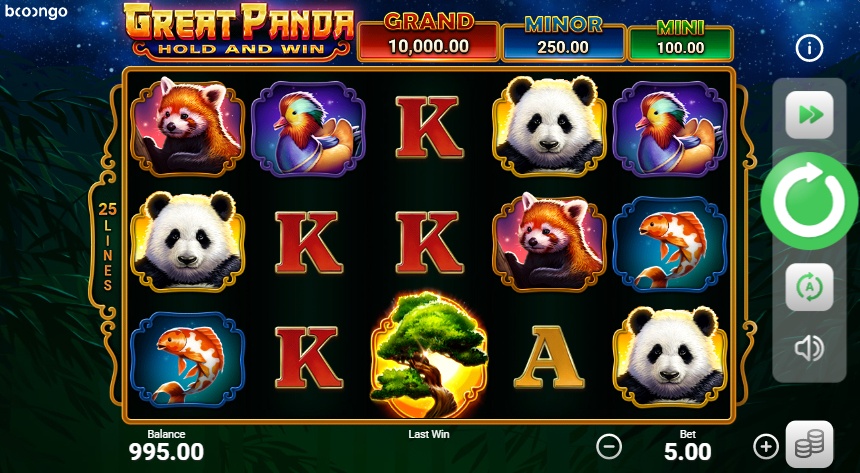 booongo
GREAT PANDA
HOLD AND WIN
GRAND
10,000.00
MINOR
250.00
MINI
100.00
i
25
LINES
K
K
K
K
A
A
Balance
995.00
Last Win
Bet
5.00